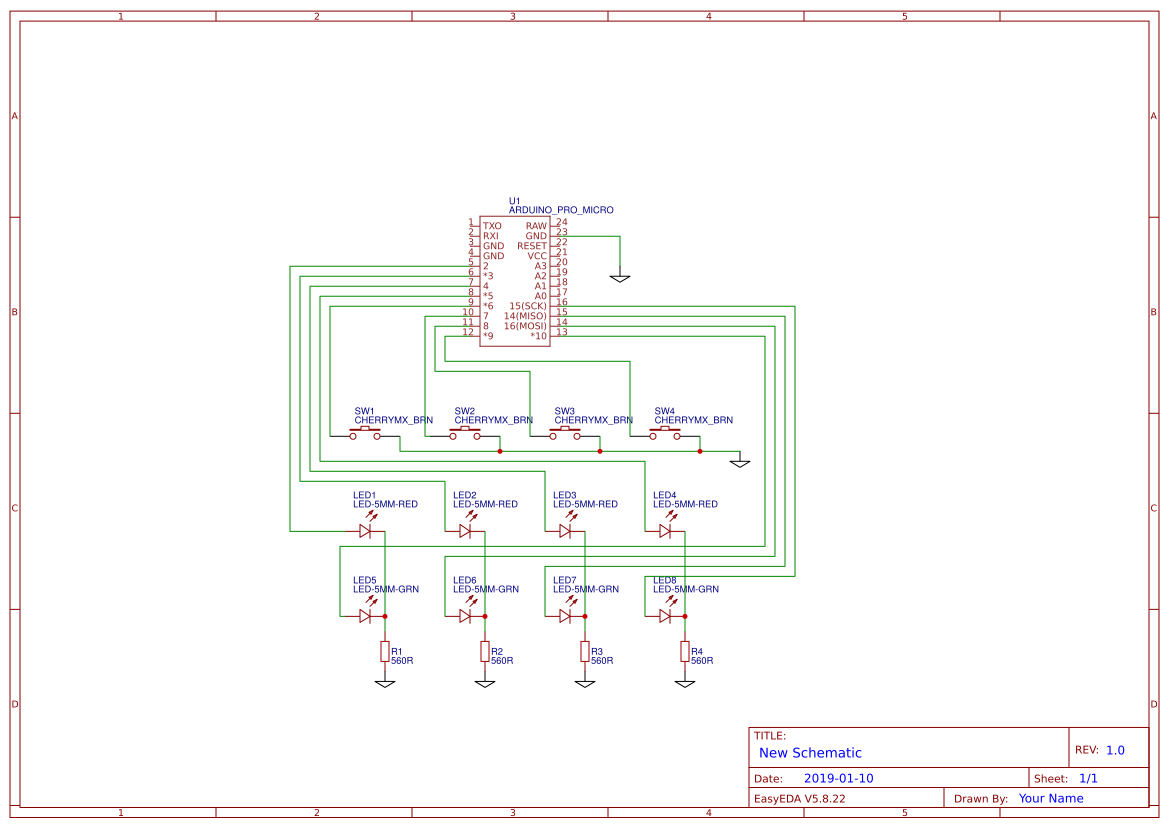 1 2 3 4 5
A A
B B
C C
D D
U1
ARDUINO_PRO_MICRO
1 TXO RAW 24
2 RXI GND 23
3 GND RESET 22
4 GND VCC 21
5 2 A3 20
6 *3 A2 19
7 4 A1 18
8 *5 A0 17
9 *6 15(SCK) 16
10 7 14(MISO) 15
11 8 16(MOSI) 14
12 *9 *10 13
SW1 SW2 SW3 SW4
CHERRYMX_BRN CHERRYMX_BRN CHERRYMX_BRN CHERRYMX_BRN
LED1 LED2 LED3 LED4
LED-5MM-RED LED-5MM-RED LED-5MM-RED LED-5MM-RED
LED5 LED6 LED7 LED8
LED-5MM-GRN LED-5MM-GRN LED-5MM-GRN LED-5MM-GRN
R1 R2 R3 R4
560R 560R 560R 560R
TITLE:
New Schematic
REV: 1.0
Date: 2019-01-10 Sheet: 1/1
EasyEDA V5.8.22 Drawn By: Your Name
1 2 3 4 5